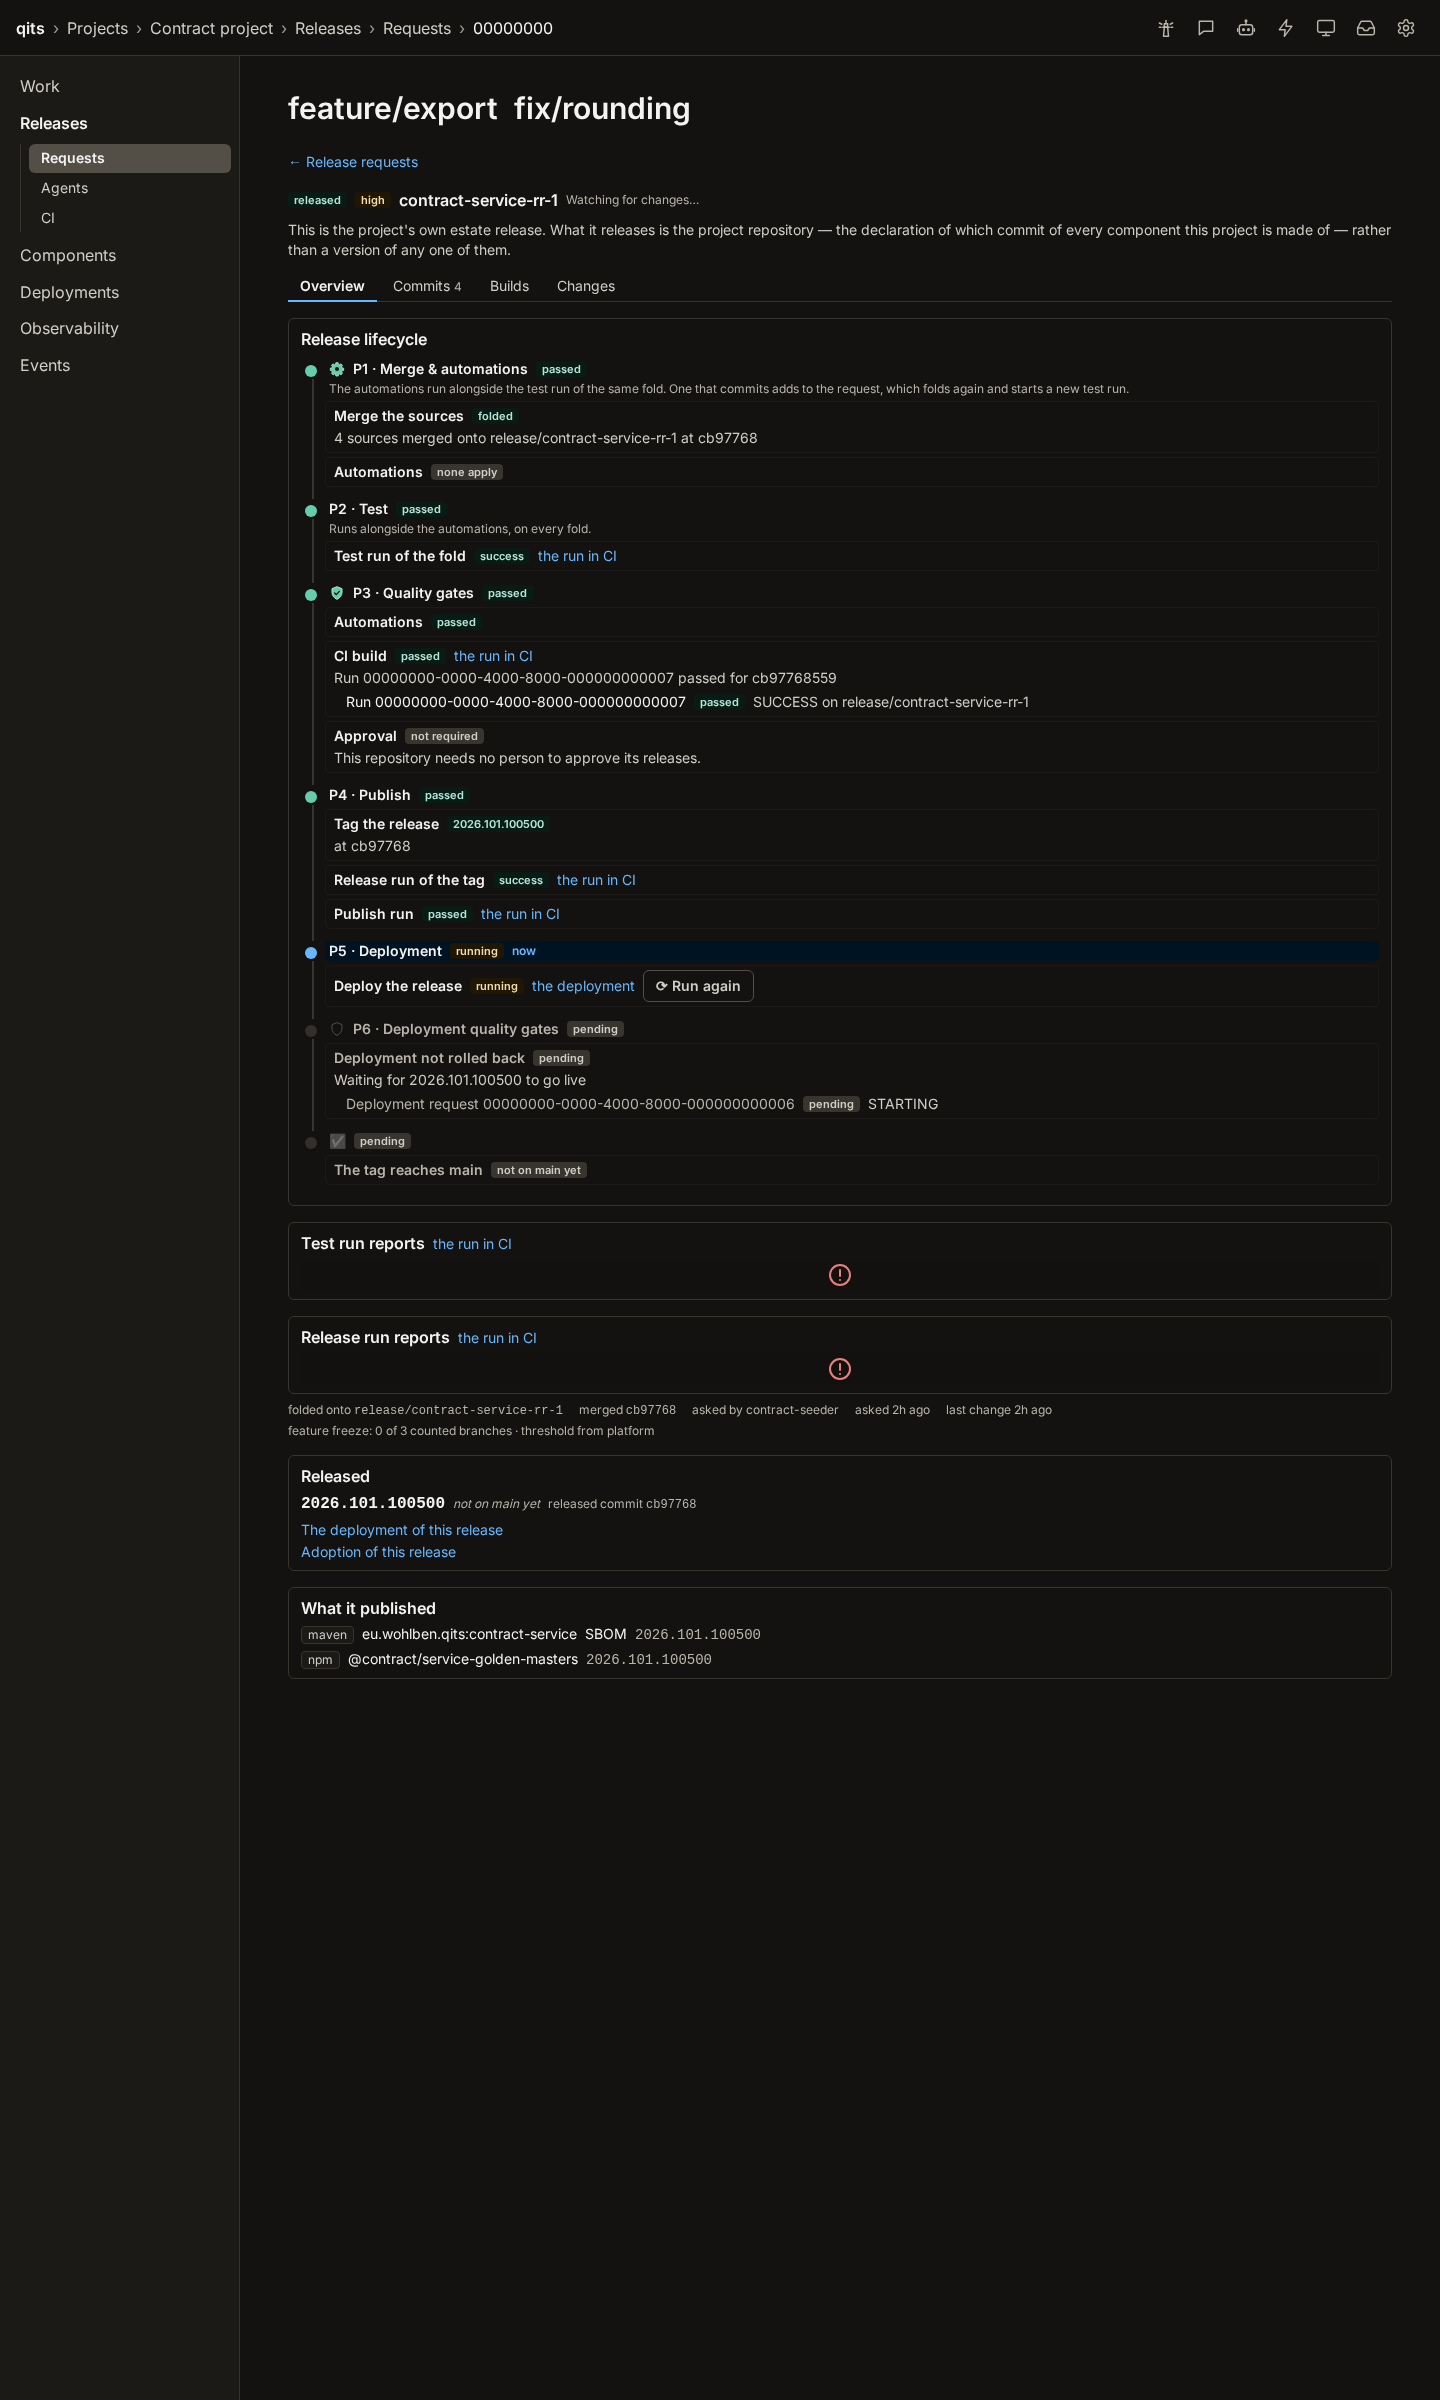 qits › Projects › Contract project › Releases › Requests › 00000000
Work
Releases
Requests
Agents
CI
Components
Deployments
Observability
Events
feature/export fix/rounding
← Release requests
released high contract-service-rr-1 Watching for changes...
This is the project's own estate release. What it releases is the project repository — the declaration of which commit of every component this project is made of — rather
than a version of any one of them.
Overview Commits 4 Builds Changes
Release lifecycle
P1 · Merge & automations passed
The automations run alongside the test run of the same fold. One that commits adds to the request, which folds again and starts a new test run.
Merge the sources folded
4 sources merged onto release/contract-service-rr-1 at cb97768
Automations none apply
P2 · Test passed
Runs alongside the automations, on every fold.
Test run of the fold success the run in CI
P3 · Quality gates passed
Automations passed
CI build passed the run in CI
Run 00000000-0000-4000-8000-000000000007 passed for cb97768559
Run 00000000-0000-4000-8000-000000000007 passed SUCCESS on release/contract-service-rr-1
Approval not required
This repository needs no person to approve its releases.
P4 · Publish passed
Tag the release 2026.101.100500
at cb97768
Release run of the tag success the run in CI
Publish run passed the run in CI
P5 · Deployment running now
Deploy the release running the deployment ⟳ Run again
P6 · Deployment quality gates pending
Deployment not rolled back pending
Waiting for 2026.101.100500 to go live
Deployment request 00000000-0000-4000-8000-000000000006 pending STARTING
☑ pending
The tag reaches main not on main yet
Test run reports the run in CI
Release run reports the run in CI
folded onto release/contract-service-rr-1 merged cb97768 asked by contract-seeder asked 2h ago last change 2h ago
feature freeze: 0 of 3 counted branches · threshold from platform
Released
2026.101.100500 not on main yet released commit cb97768
The deployment of this release
Adoption of this release
What it published
maven eu.wohlben.qits:contract-service SBOM 2026.101.100500
npm @contract/service-golden-masters 2026.101.100500